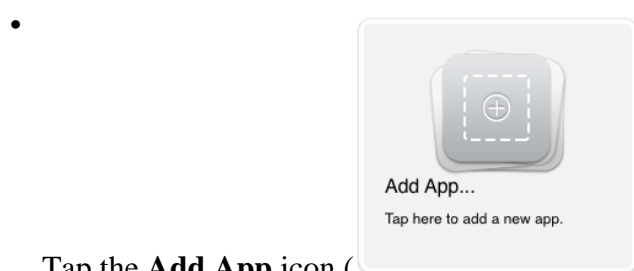 •
Add App...
Tap here to add a new app.
Tap the Add App icon (